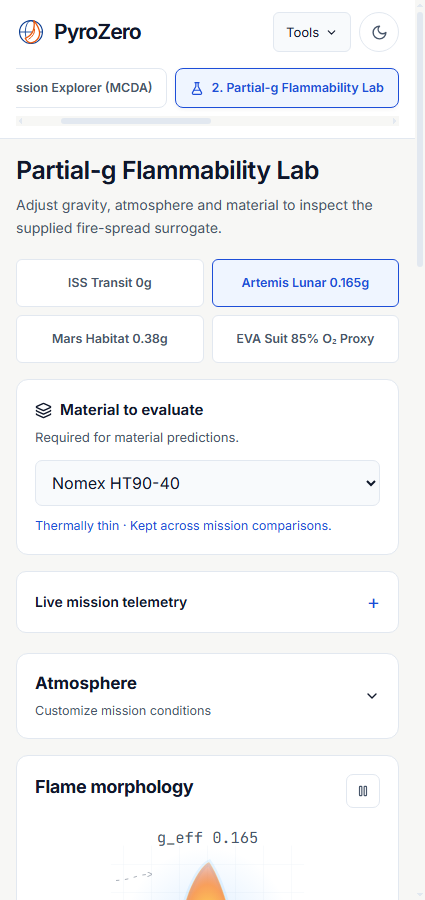 PyroZero
Tools
ssion Explorer (MCDA)
2. Partial-g Flammability Lab
Partial-g Flammability Lab
Adjust gravity, atmosphere and material to inspect the
supplied fire-spread surrogate.
ISS Transit 0g
Artemis Lunar 0.165g
Mars Habitat 0.38g
EVA Suit 85% O₂ Proxy
Material to evaluate
Required for material predictions.
Nomex HT90-40
Thermally thin · Kept across mission comparisons.
Live mission telemetry
Atmosphere
Customize mission conditions
Flame morphology
g_eff 0.165